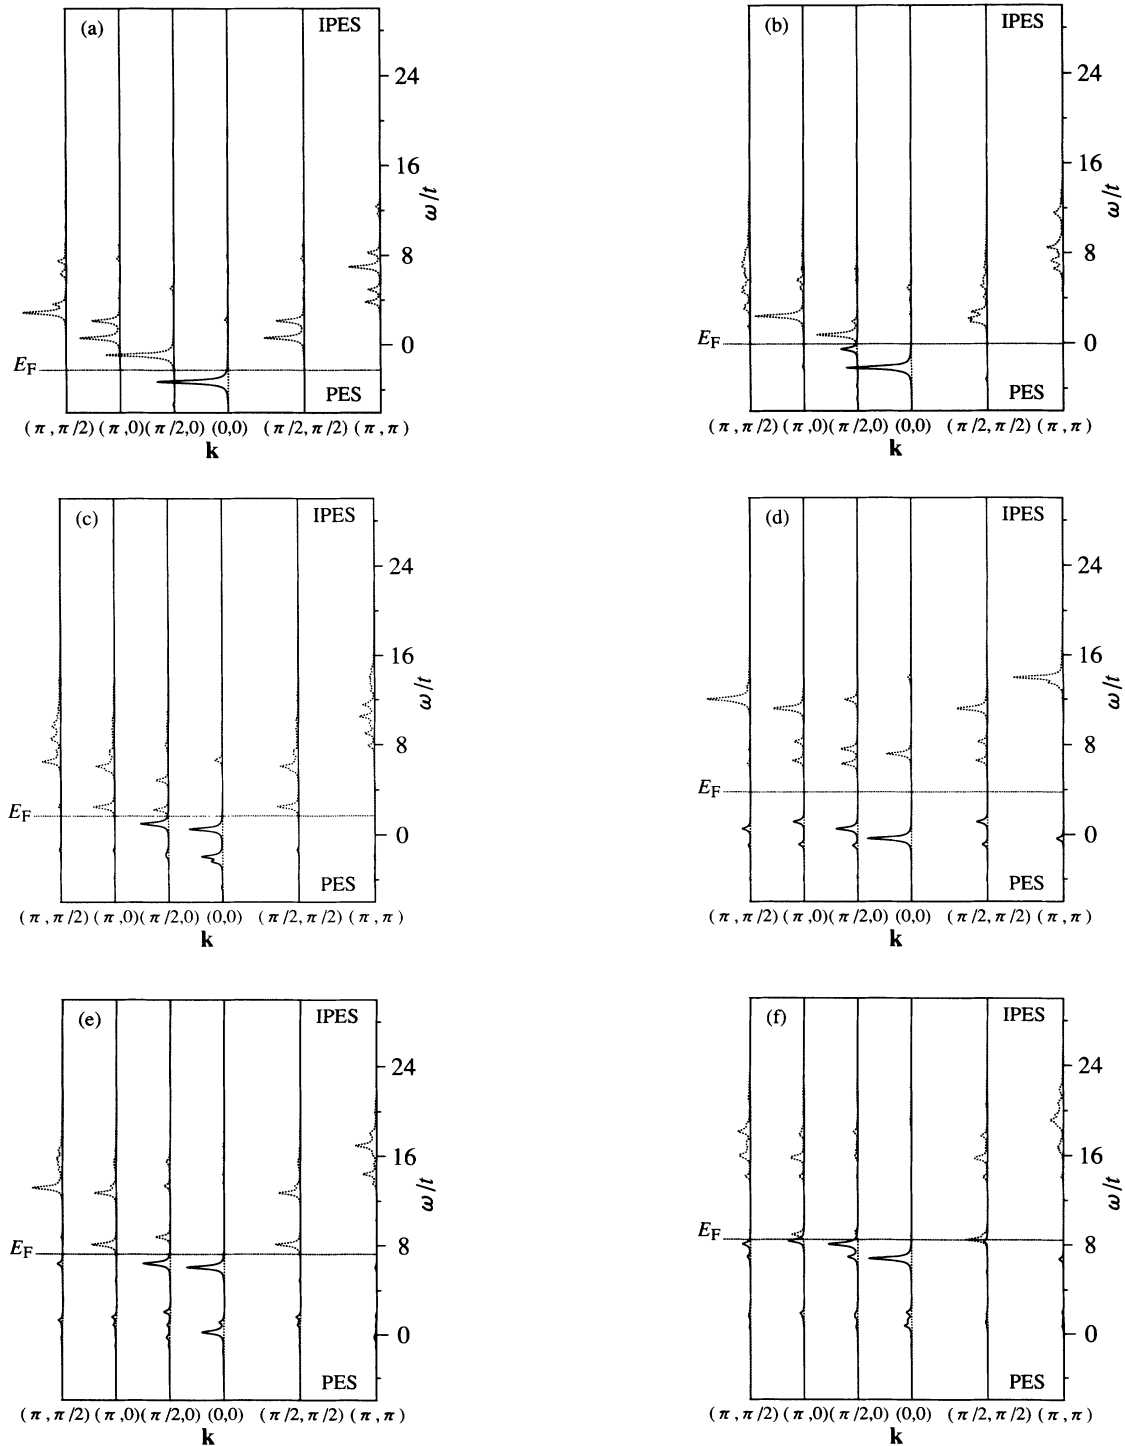 (a) IPES
24
16
ω/t
8
0
E_F
PES
(π,π/2) (π,0) (π/2,0) (0,0) (π/2,π/2) (π,π)
k
(b) IPES
24
16
ω/t
8
E_F 0
PES
(π,π/2) (π,0) (π/2,0) (0,0) (π/2,π/2) (π,π)
k
(c) IPES
24
16
ω/t
8
E_F
0
PES
(π,π/2) (π,0) (π/2,0) (0,0) (π/2,π/2) (π,π)
k
(d) IPES
24
16
ω/t
8
E_F
0
PES
(π,π/2) (π,0) (π/2,0) (0,0) (π/2,π/2) (π,π)
k
(e) IPES
24
16
ω/t
E_F 8
0
PES
(π,π/2) (π,0) (π/2,0) (0,0) (π/2,π/2) (π,π)
k
(f) IPES
24
16
ω/t
E_F 8
0
PES
(π,π/2) (π,0) (π/2,0) (0,0) (π/2,π/2) (π,π)
k